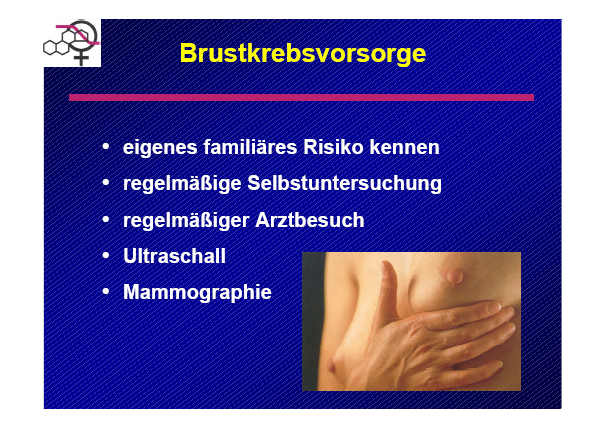 Brustkrebsvorsorge
• eigenes familiäres Risiko kennen
• regelmäßige Selbstuntersuchung
• regelmäßiger Arztbesuch
• Ultraschall
• Mammographie